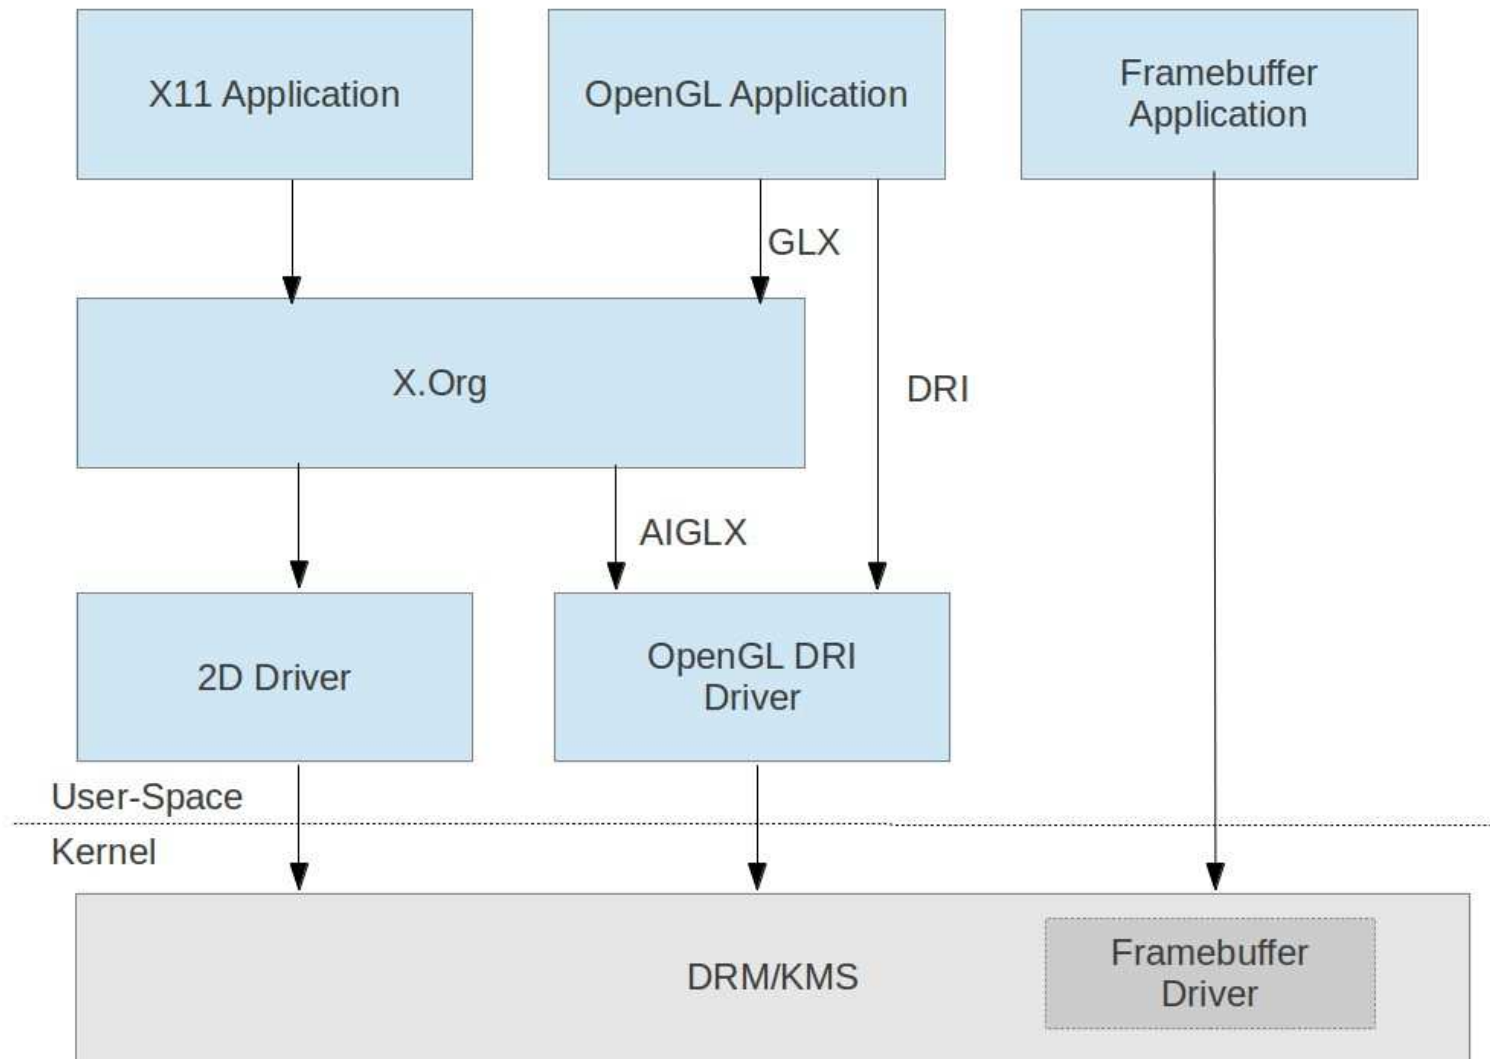 X11 Application
OpenGL Application
Framebuffer
Application
GLX
X.Org
DRI
AIGLX
2D Driver
OpenGL DRI
Driver
User-Space
Kernel
DRM/KMS
Framebuffer
Driver